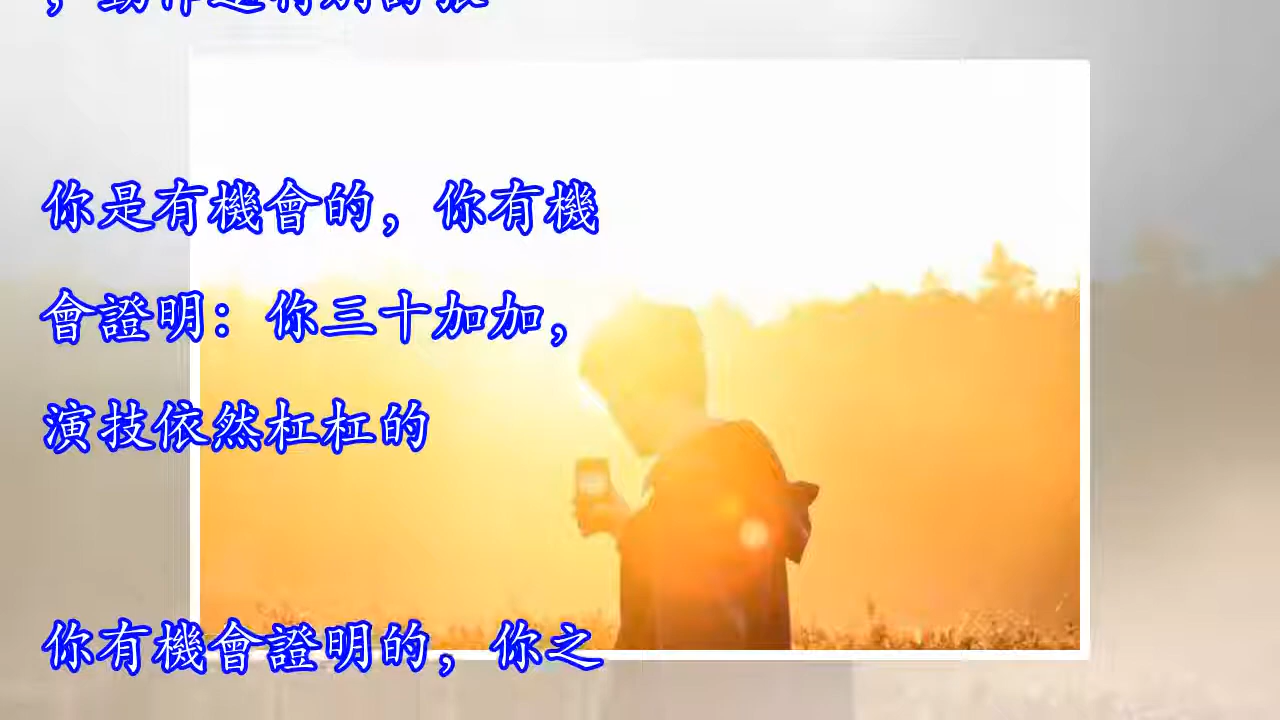 你是有機會的，你有機
會證明：你三十加加，
演技依然杠杠的
你有機會證明的，你之